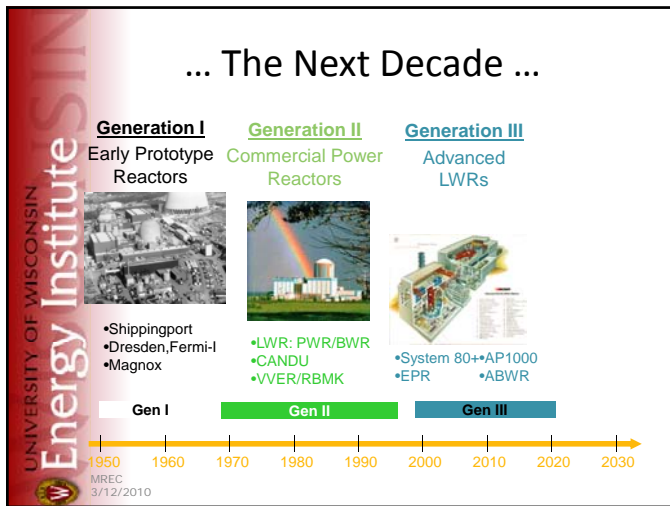 … The Next Decade …
Generation I
Early Prototype
Reactors
Generation II
Commercial Power
Reactors
Generation III
Advanced
LWRs
•Shippingport
•Dresden,Fermi-I
•Magnox
•LWR: PWR/BWR
•CANDU
•VVER/RBMK
•System 80+•AP1000
•EPR •ABWR
Gen I Gen II Gen III
1950 1960 1970 1980 1990 2000 2010 2020 2030
MREC
3/12/2010
UNIVERSITY OF WISCONSIN
Energy Institute
W